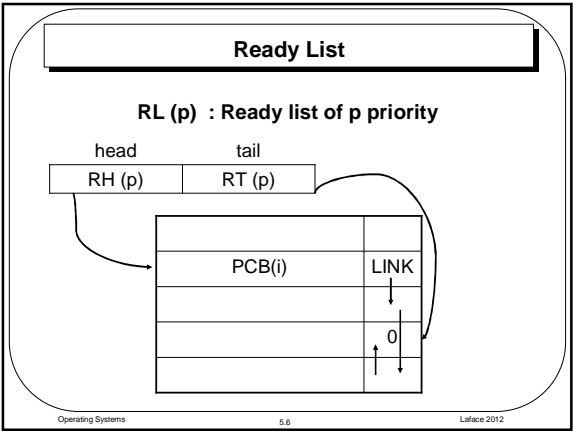 Ready List
RL (p) : Ready list of p priority
head tail
RH (p) RT (p)
PCB(i) LINK
0
Operating Systems 5.6 Laface 2012